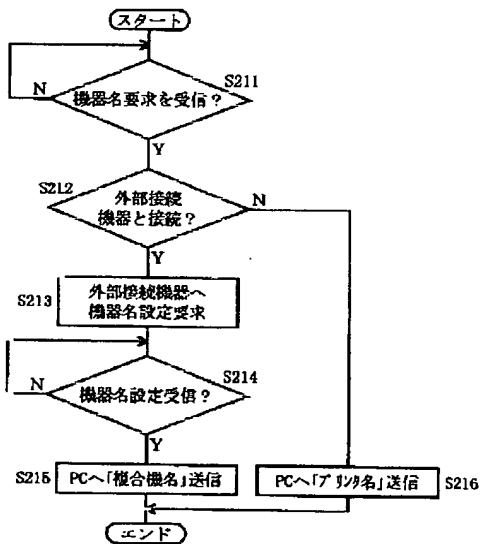 スタート
S211
N
機器名要求を受信?
Y
S212
外部接続
機器と接続?
N
Y
S213
外部接続機器へ
機器名設定要求
S214
N
機器名設定受信?
Y
S215
PCへ「複合機名」送信
PCへ「プリンタ名」送信
S216
エンド